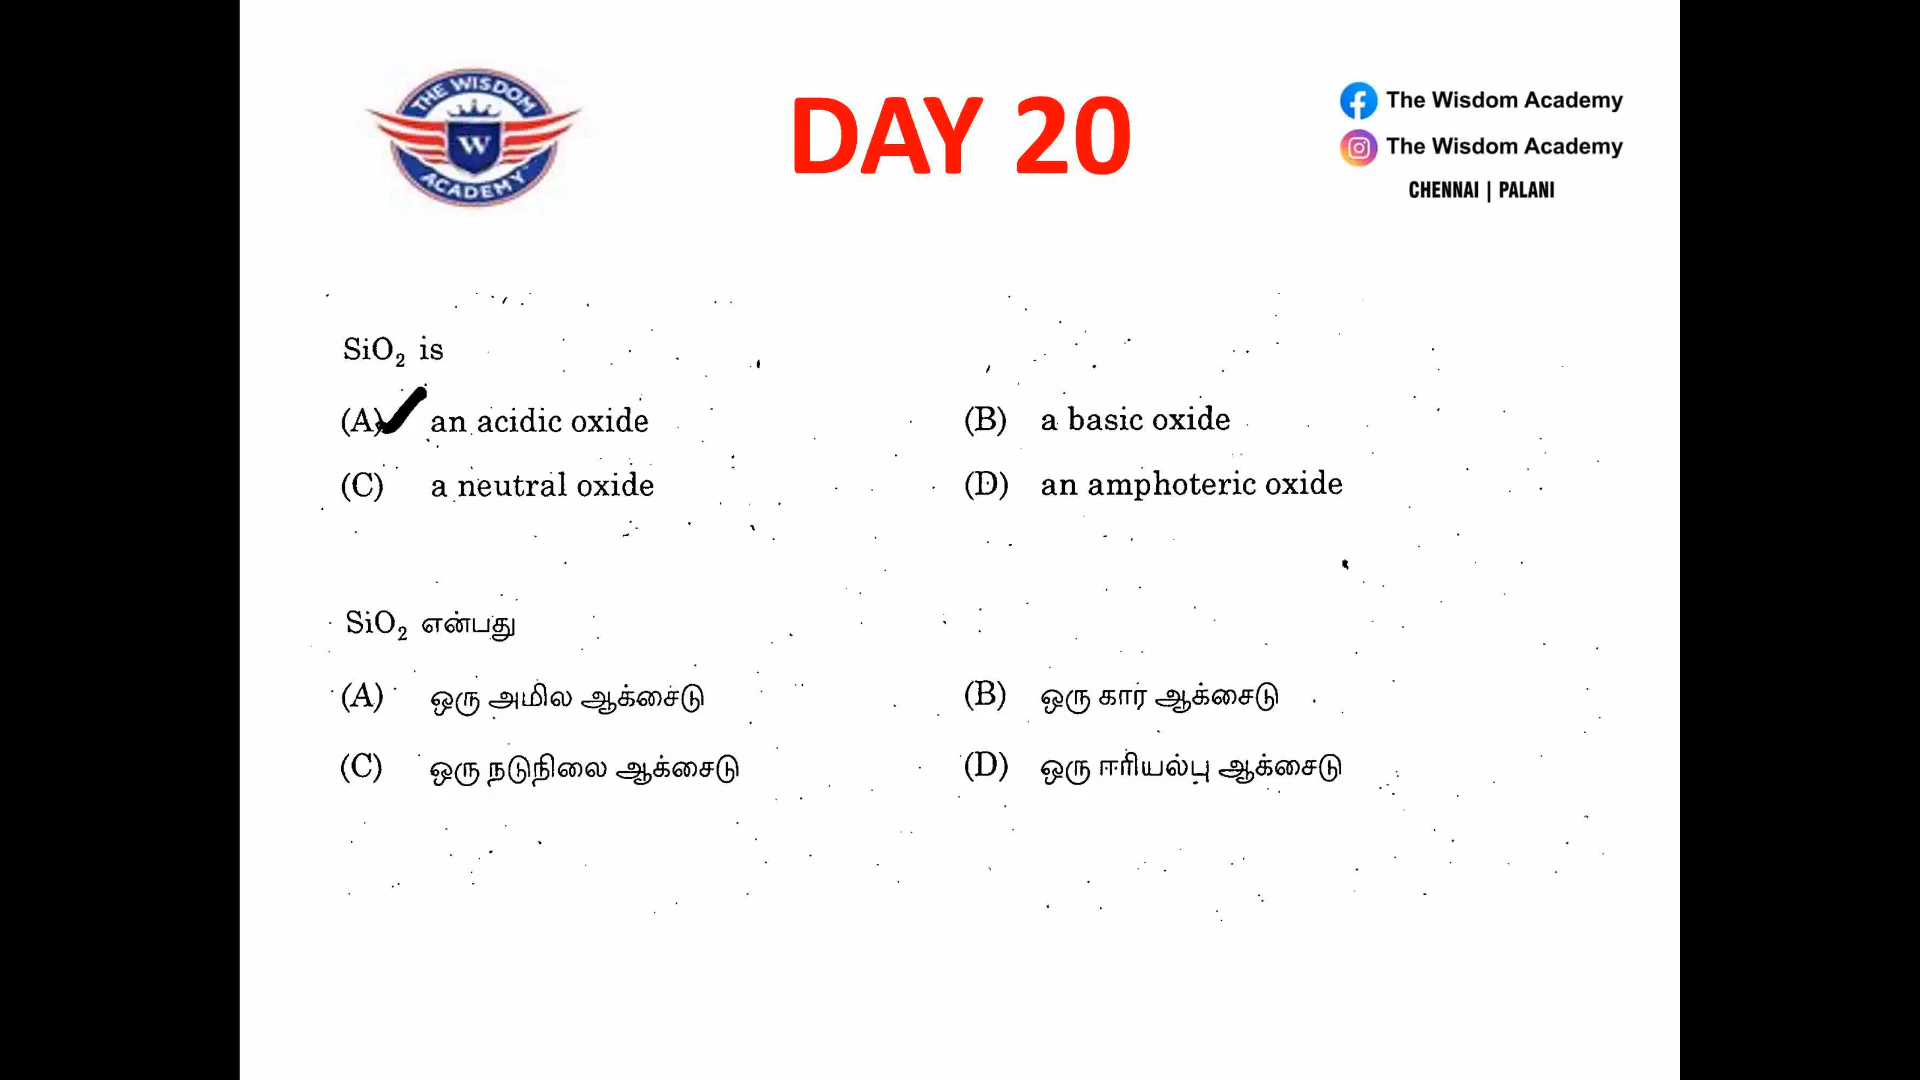 THE WISDOM
W
ACADEMY
DAY 20
The Wisdom Academy
The Wisdom Academy
CHENNAI | PALANI
SiO₂ is
(A) an acidic oxide
(B) a basic oxide
(C) a neutral oxide
(D) an amphoteric oxide
SiO₂ என்பது
(A) ஒரு அமில ஆக்சைடு
(B) ஒரு கார ஆக்சைடு
(C) ஒரு நடுநிலை ஆக்சைடு
(D) ஒரு ஈரியல்பு ஆக்சைடு